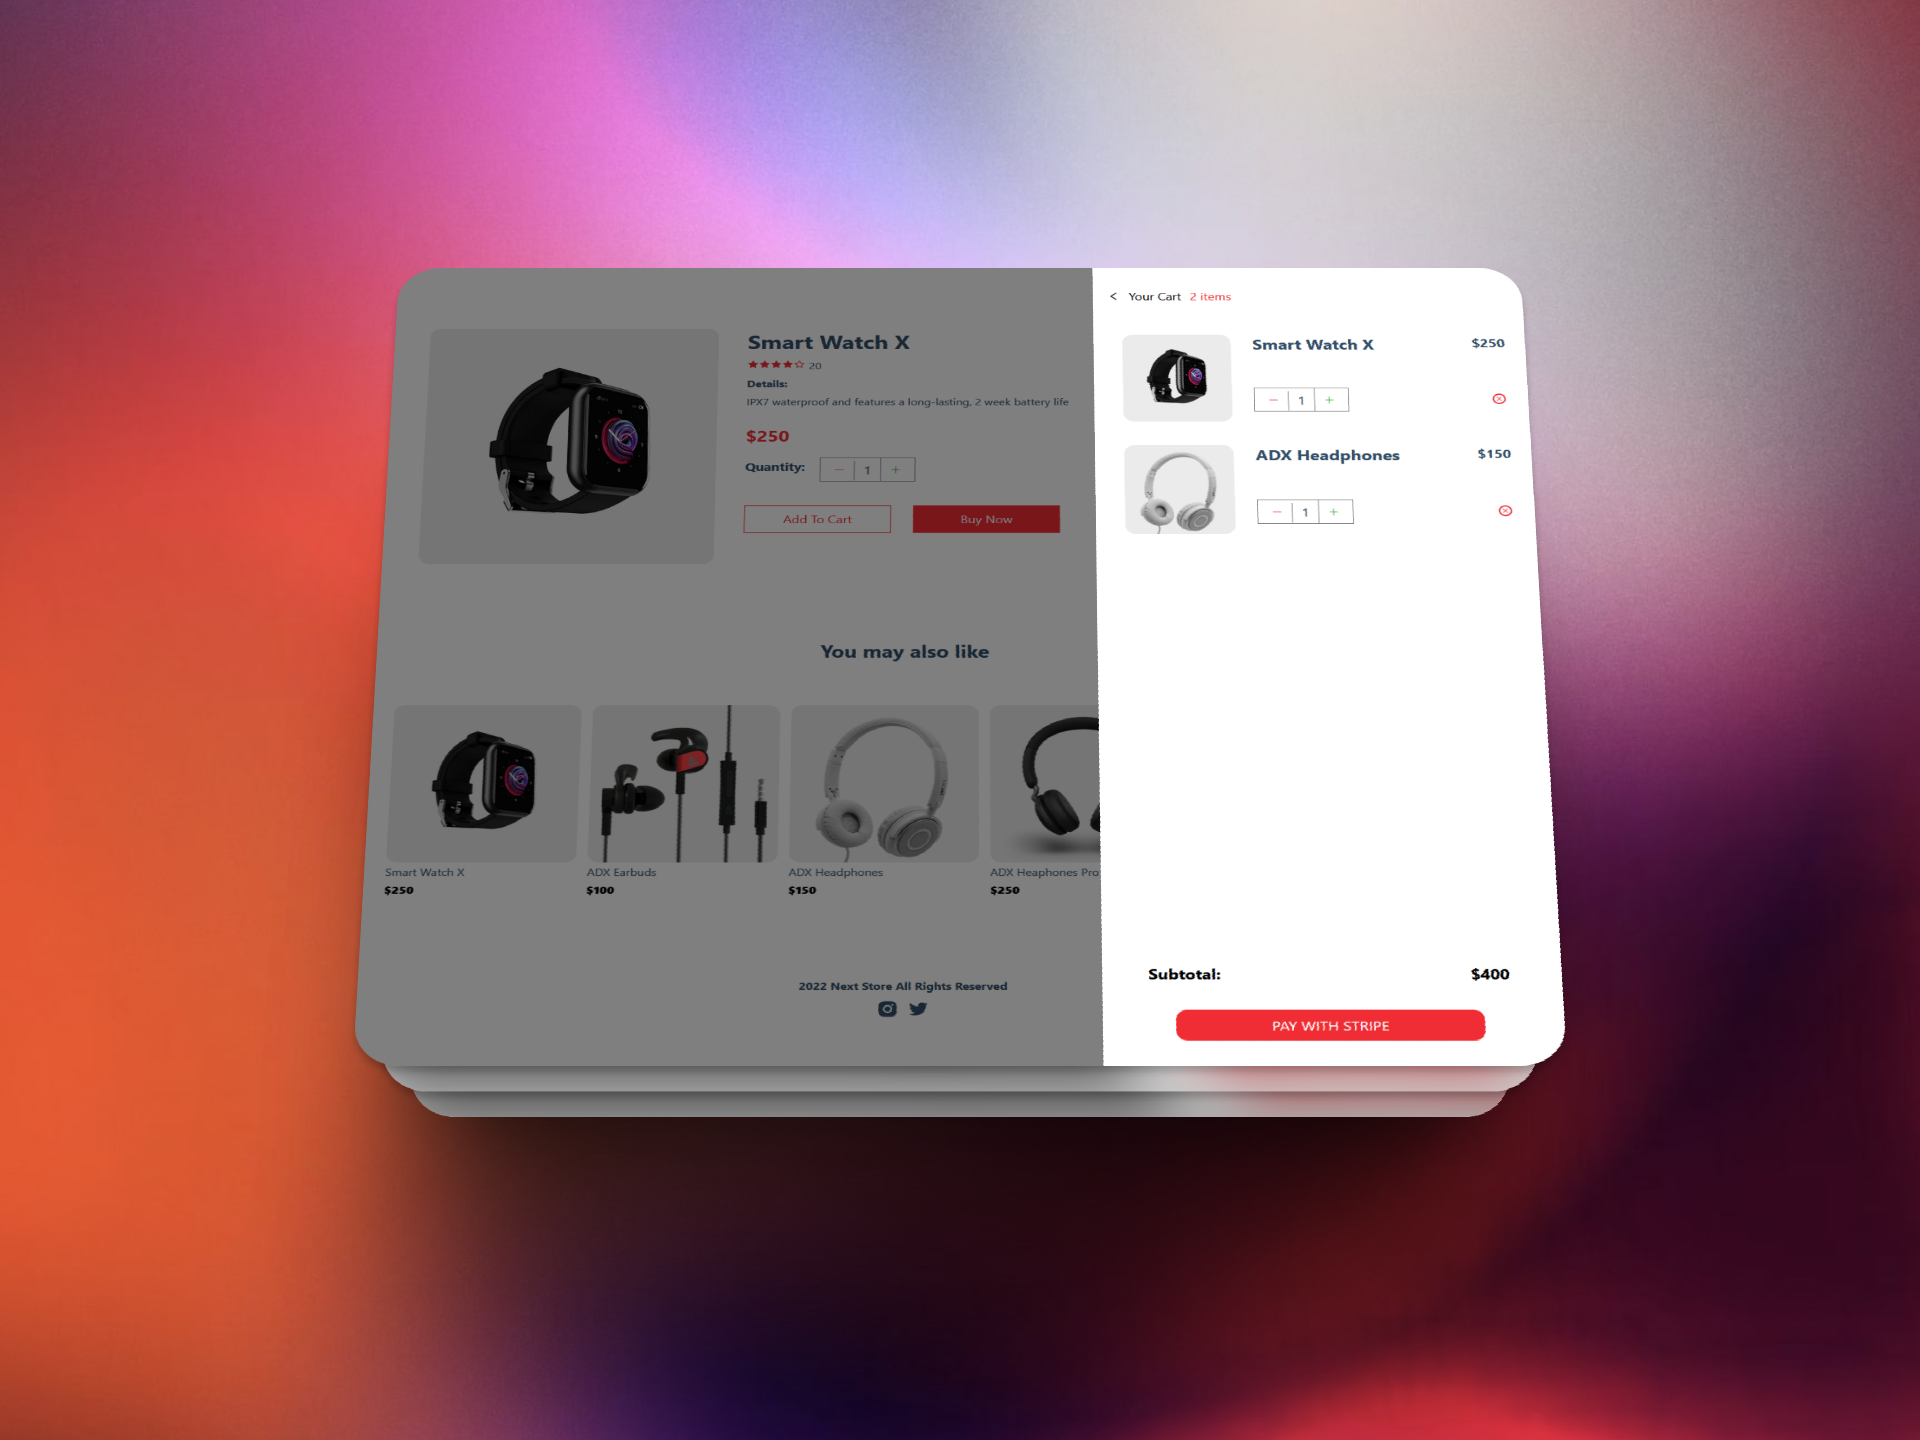 Smart Watch X
20
Details:
IPX7 waterproof and features a long-lasting, 2 week battery life
$250
Quantity: − 1 +
Add To Cart Buy Now
You may also like
Smart Watch X
$250
ADX Earbuds
$100
ADX Headphones
$150
ADX Heaphones Pro
$250
2022 Next Store All Rights Reserved
< Your Cart 2 items
Smart Watch X $250
− 1 +
ADX Headphones $150
− 1 +
Subtotal: $400
PAY WITH STRIPE